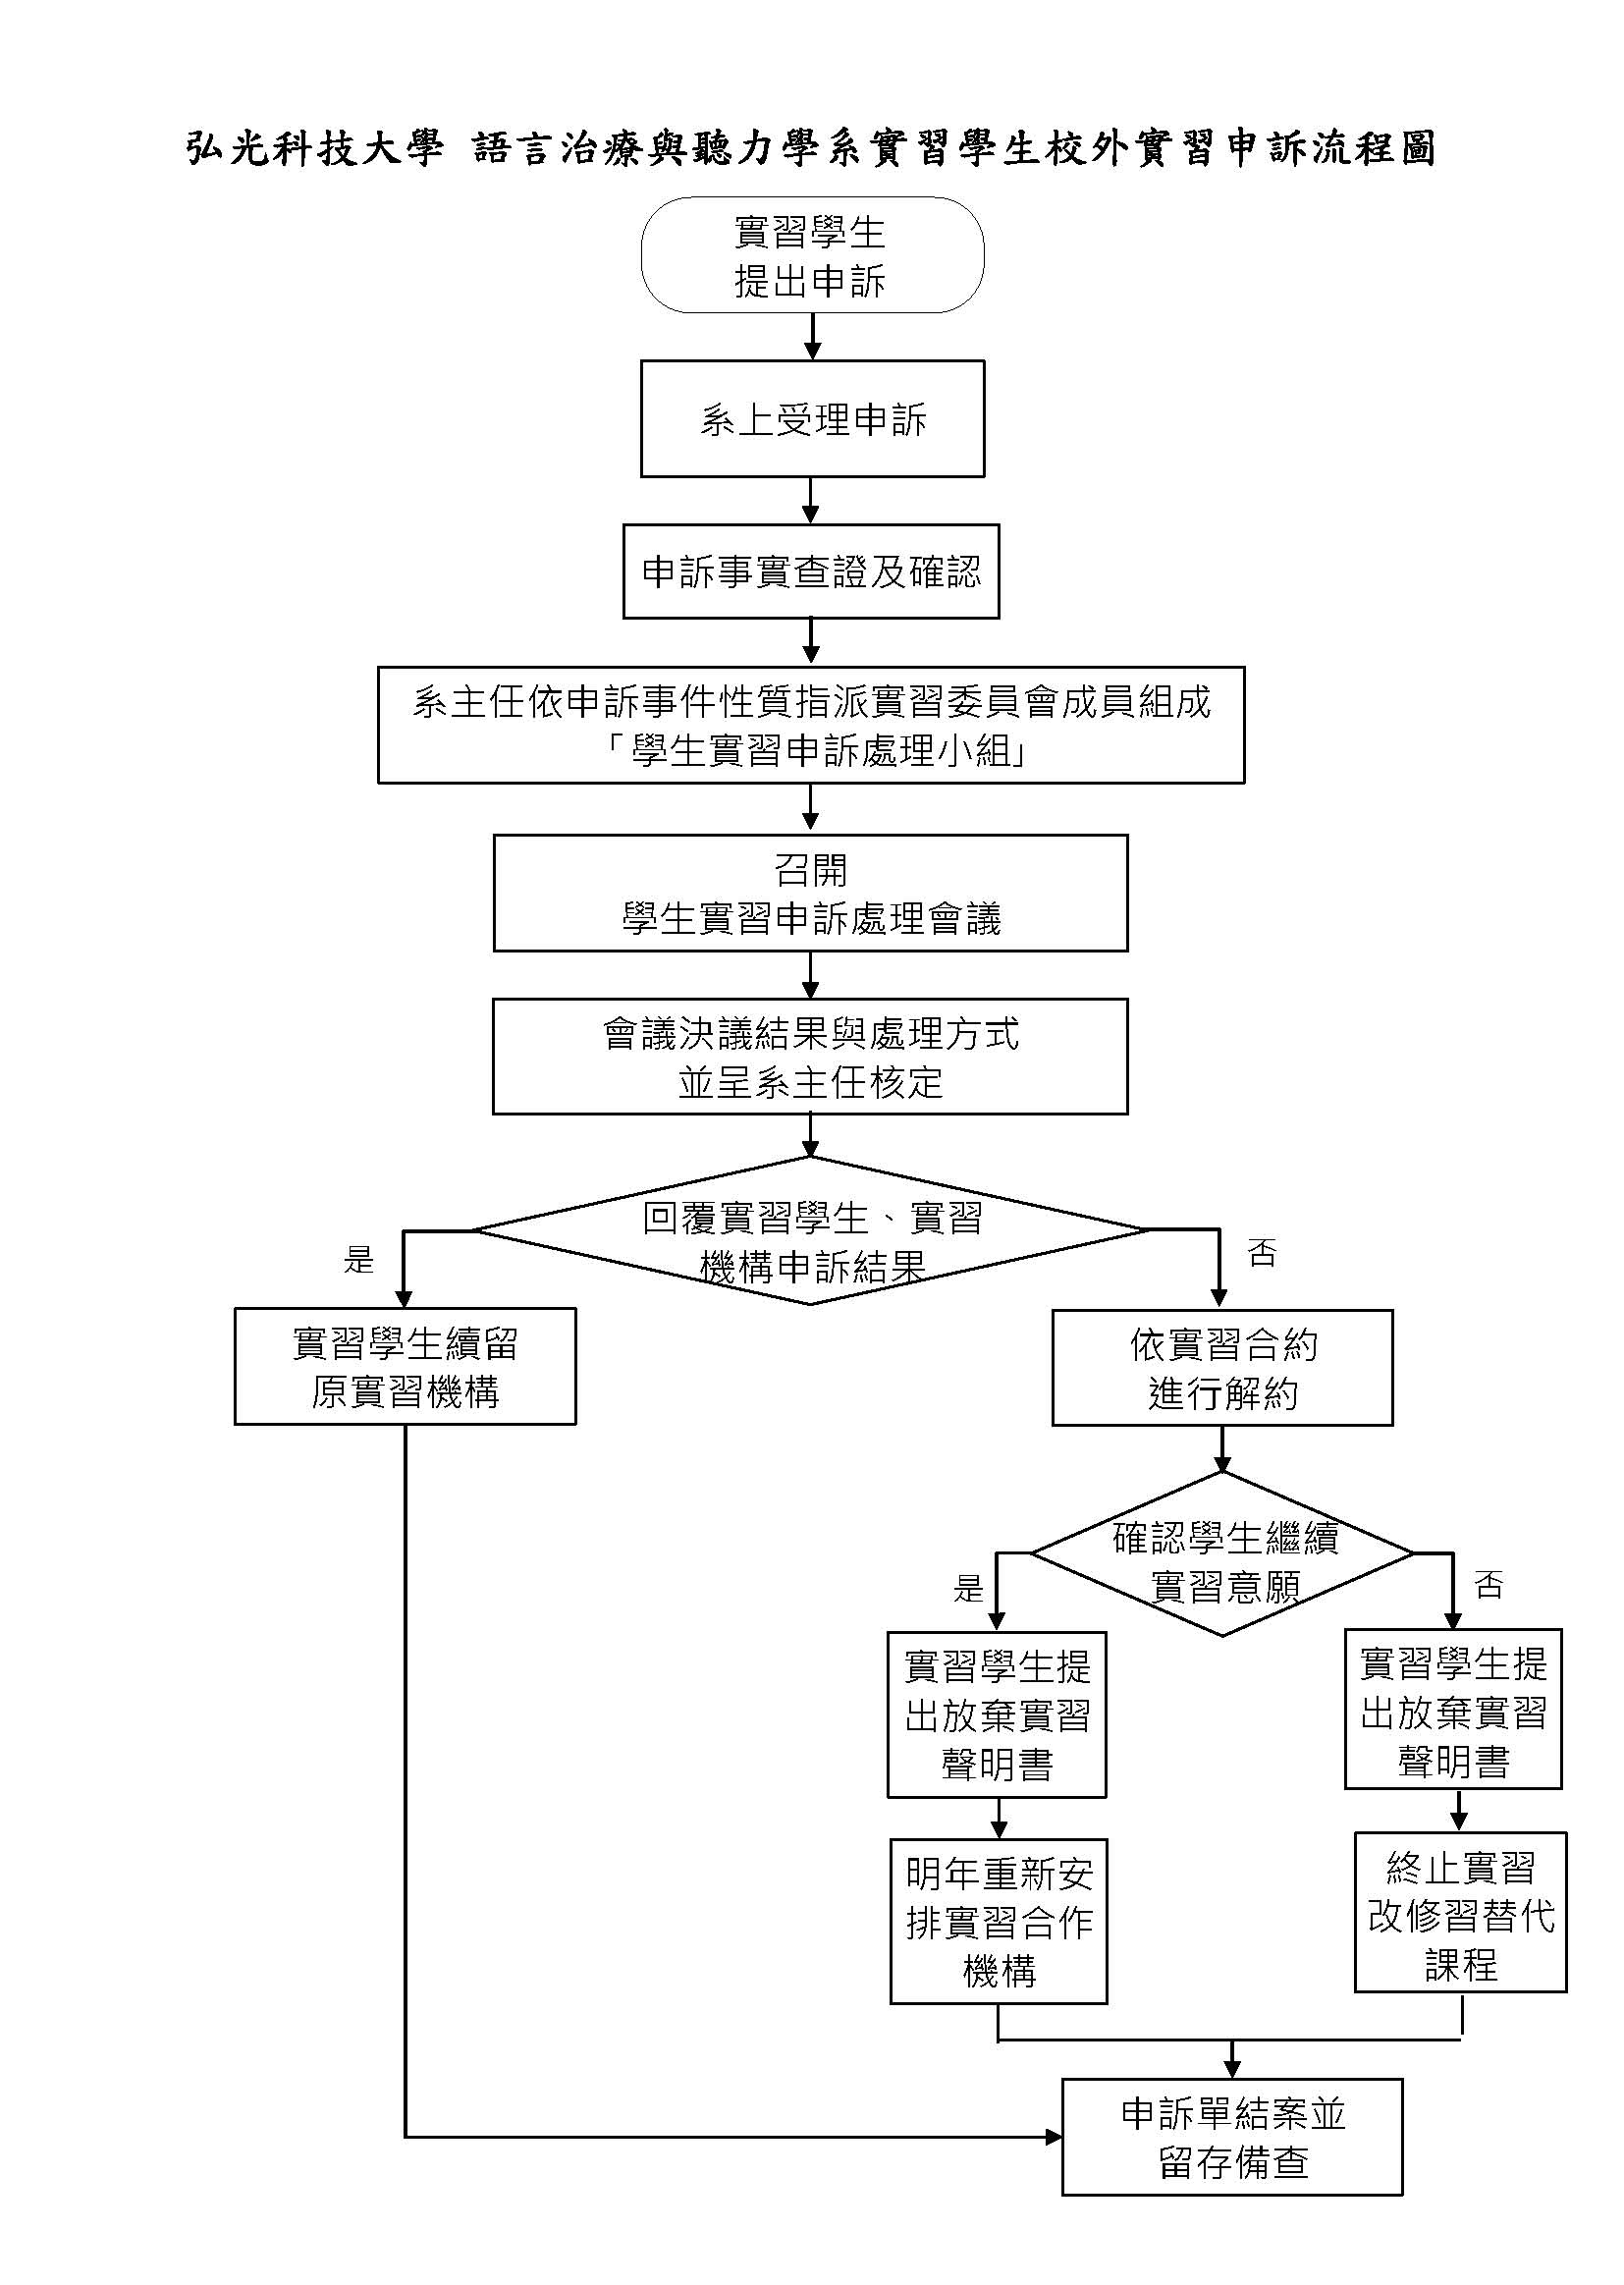 弘光科技大學 語言治療與聽力學系實習學生校外實習申訴流程圖
實習學生
提出申訴
系上受理申訴
申訴事實查證及確認
系主任依申訴事件性質指派實習委員會成員組成
「學生實習申訴處理小組」
召開
學生實習申訴處理會議
會議決議結果與處理方式
並呈系主任核定
回覆實習學生、實習
機構申訴結果
是
否
實習學生續留
原實習機構
依實習合約
進行解約
確認學生繼續
實習意願
是
否
實習學生提
出放棄實習
聲明書
實習學生提
出放棄實習
聲明書
明年重新安
排實習合作
機構
終止實習
改修習替代
課程
申訴單結案並
留存備查